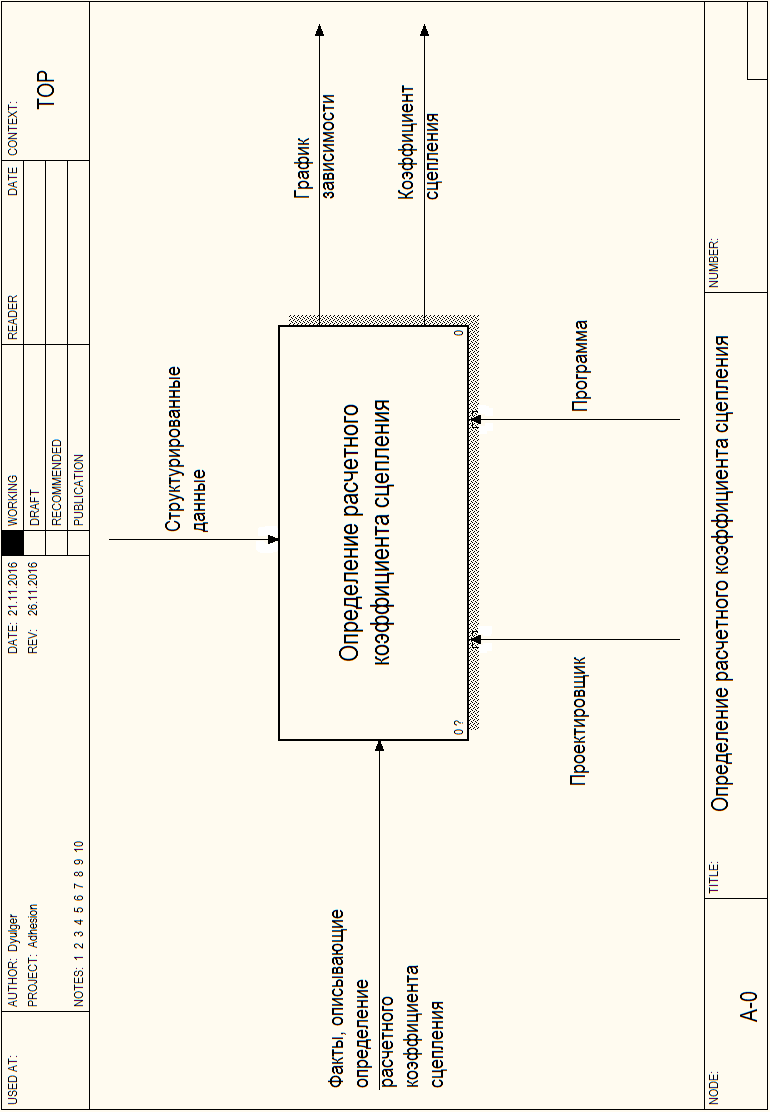 USED AT:
AUTHOR: Dyulger
DATE: 21.11.2016
WORKING
READER
DATE
CONTEXT:
PROJECT: Adhesion
REV: 26.11.2016
DRAFT
TOP
RECOMMENDED
NOTES: 1 2 3 4 5 6 7 8 9 10
PUBLICATION
Структурированные
данные
График
зависимости
Факты, описывающие
определение
расчетного
коэффициента
сцепления
Определение расчетного
коэффициента сцепления
Коэффициент
сцепления
0 ?
0
Проектировщик
Программа
NODE:
A-0
TITLE:
Определение расчетного коэффициента сцепления
NUMBER: